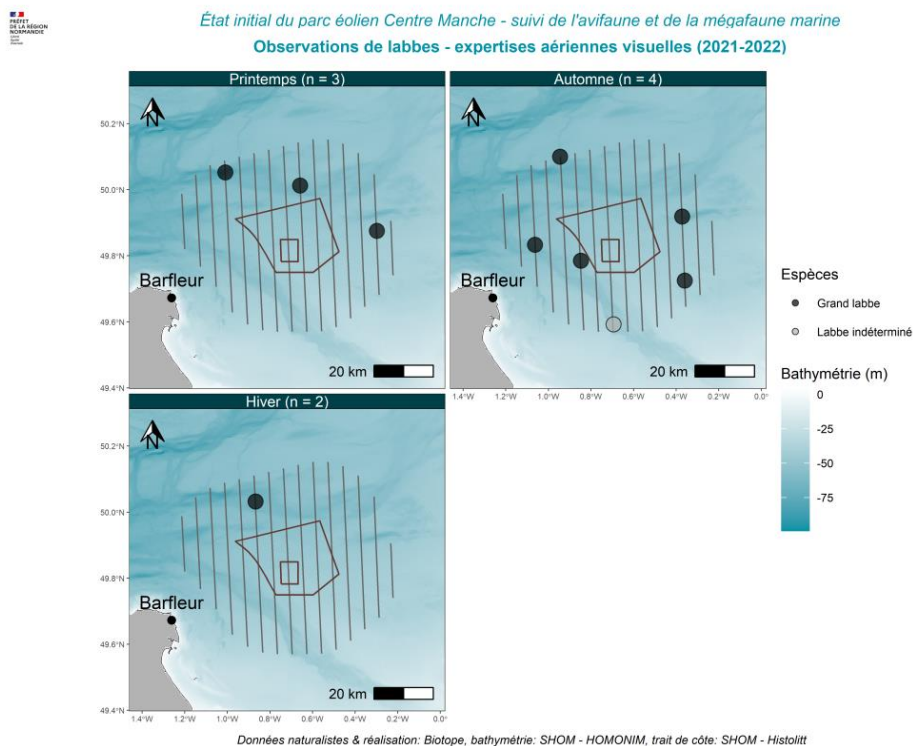 PRÉFET
DE LA RÉGION
NORMANDIE
État initial du parc éolien Centre Manche - suivi de l'avifaune et de la mégafaune marine
Observations de labbes - expertises aériennes visuelles (2021-2022)
Printemps (n = 3)
Automne (n = 4)
N
N
50.2°N
50.0°N
49.8°N
49.6°N
49.4°N
Barfleur
Barfleur
20 km
20 km
1.4°W 1.2°W 1.0°W 0.8°W 0.6°W 0.4°W 0.2°W 0.0°
Espèces
Grand labbe
Labbe indéterminé
Bathymétrie (m)
0
-25
-50
-75
Hiver (n = 2)
N
50.2°N
50.0°N
49.8°N
49.6°N
49.4°N
Barfleur
20 km
1.4°W 1.2°W 1.0°W 0.8°W 0.6°W 0.4°W 0.2°W 0.0°
Données naturalistes & réalisation: Biotope, bathymétrie: SHOM - HOMONIM, trait de côte: SHOM - Histolitt